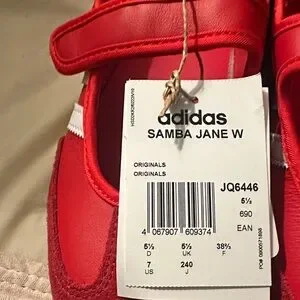 adidas
SAMBA JANE W
ORIGINALS
ORIGINALS
JQ6446
5½
690
EAN
4 067907 609374
5½ 5½ 38⅔
D UK F
7 240
US J